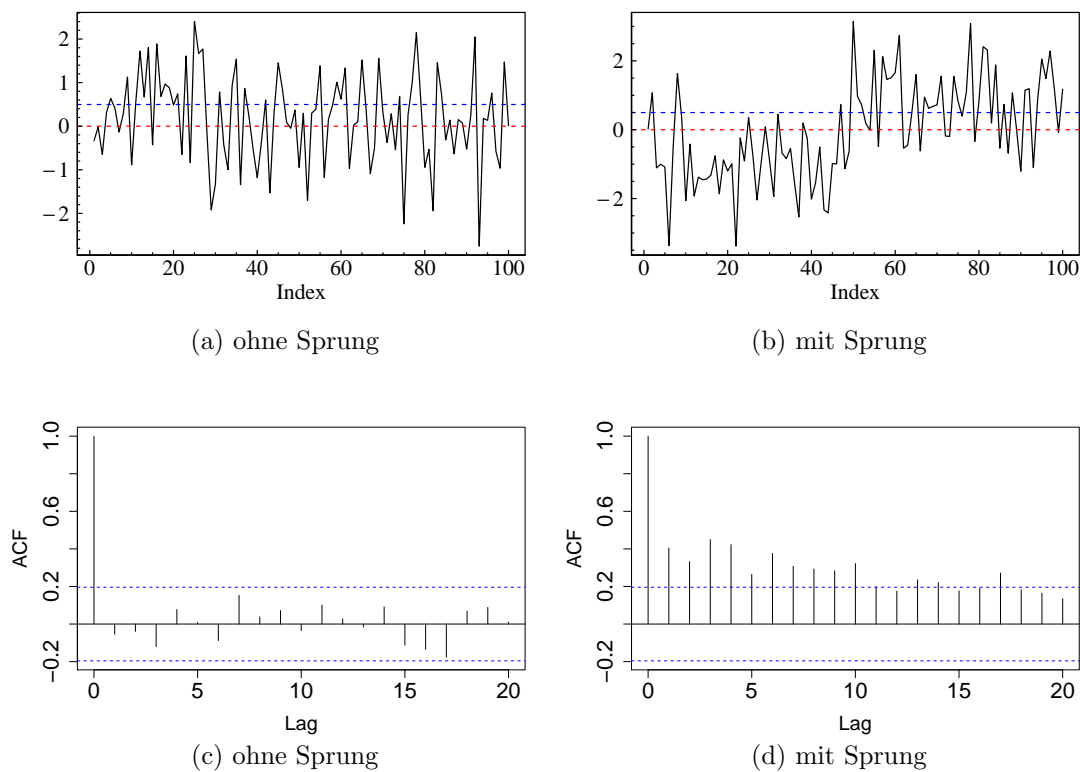 2
1
0
−1
−2
0 20 40 60 80 100
Index
(a) ohne Sprung
2
0
−2
0 20 40 60 80 100
Index
(b) mit Sprung
1.0
0.6
0.2
−0.2
ACF
0 5 10 15 20
Lag
(c) ohne Sprung
1.0
0.6
0.2
−0.2
ACF
0 5 10 15 20
Lag
(d) mit Sprung